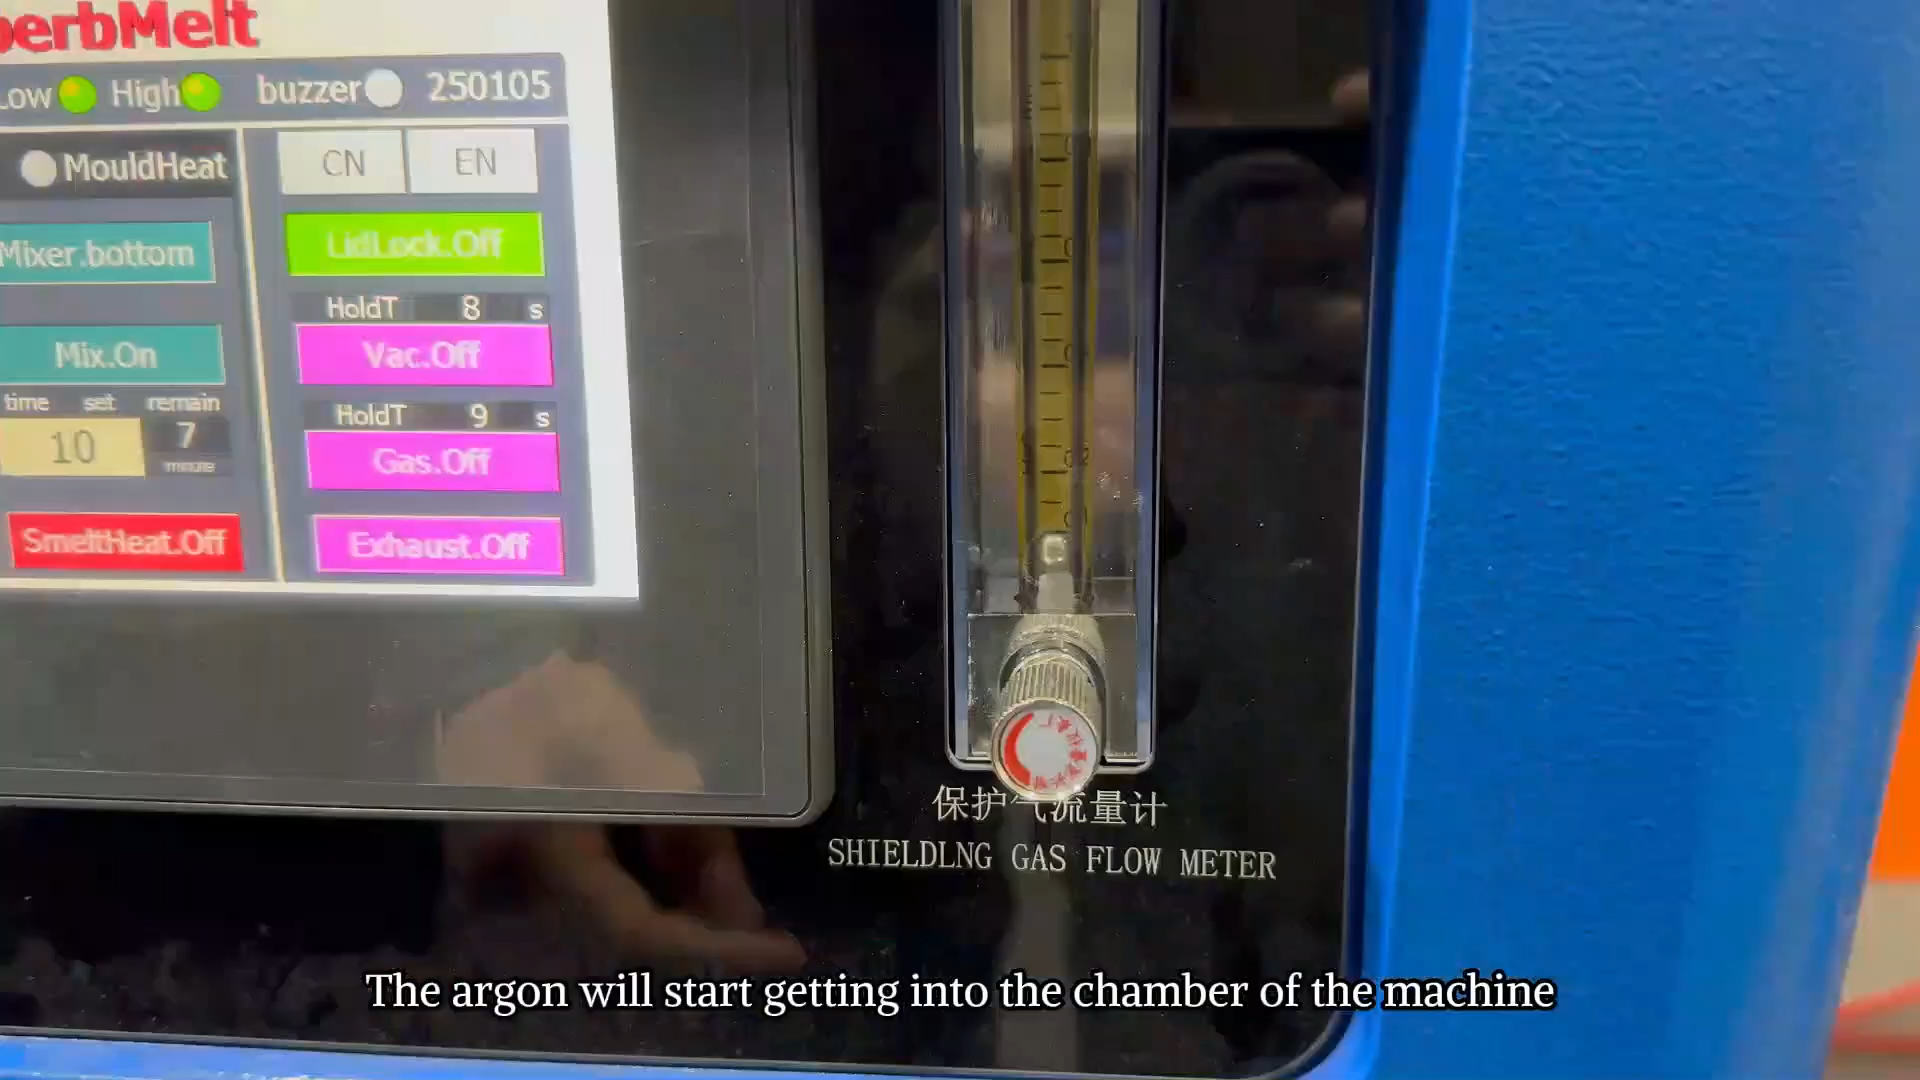 perbMelt
Low High buzzer 250105
MouldHeat CN EN
Mixer.bottom LidLock.Off
HoldT 8 s
Mix.On Vac.Off
time set remain HoldT 9 s
10 7 minute Gas.Off
SmeltHeat.Off Exhaust.Off
保护气流量计
SHIELDLNG GAS FLOW METER
The argon will start getting into the chamber of the machine